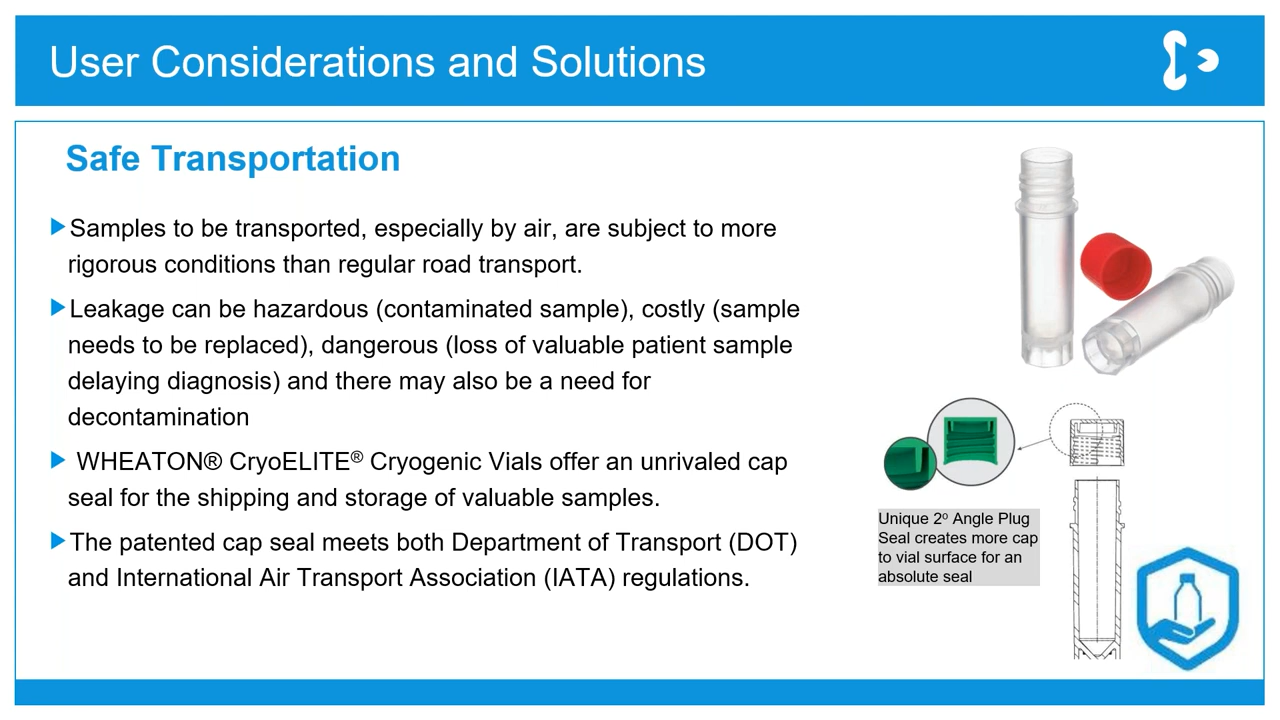 User Considerations and Solutions
Safe Transportation
Samples to be transported, especially by air, are subject to more
rigorous conditions than regular road transport.
Leakage can be hazardous (contaminated sample), costly (sample
needs to be replaced), dangerous (loss of valuable patient sample
delaying diagnosis) and there may also be a need for
decontamination
WHEATON® CryoELITE® Cryogenic Vials offer an unrivaled cap
seal for the shipping and storage of valuable samples.
The patented cap seal meets both Department of Transport (DOT)
and International Air Transport Association (IATA) regulations.
Unique 2º Angle Plug
Seal creates more cap
to vial surface for an
absolute seal